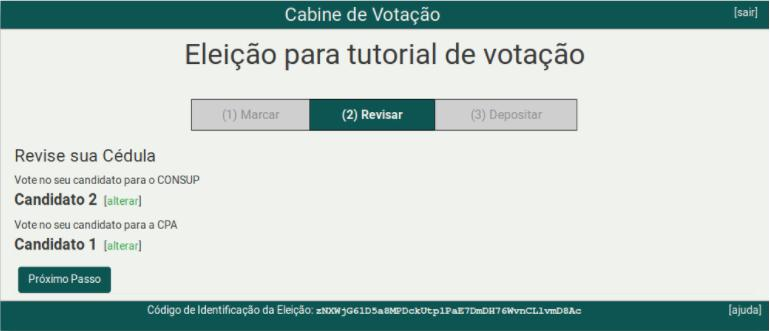 Cabine de Votação
[sair]
Eleição para tutorial de votação
(1) Marcar (2) Revisar (3) Depositar
Revise sua Cédula
Vote no seu candidato para o CONSUP
Candidato 2 [alterar]
Vote no seu candidato para a CPA
Candidato 1 [alterar]
Próximo Passo
Código de Identificação da Eleição: zNXWjG61D5a8MPDckUtp1PaE7DmDH76WvnCL1vmD8Ac
[ajuda]